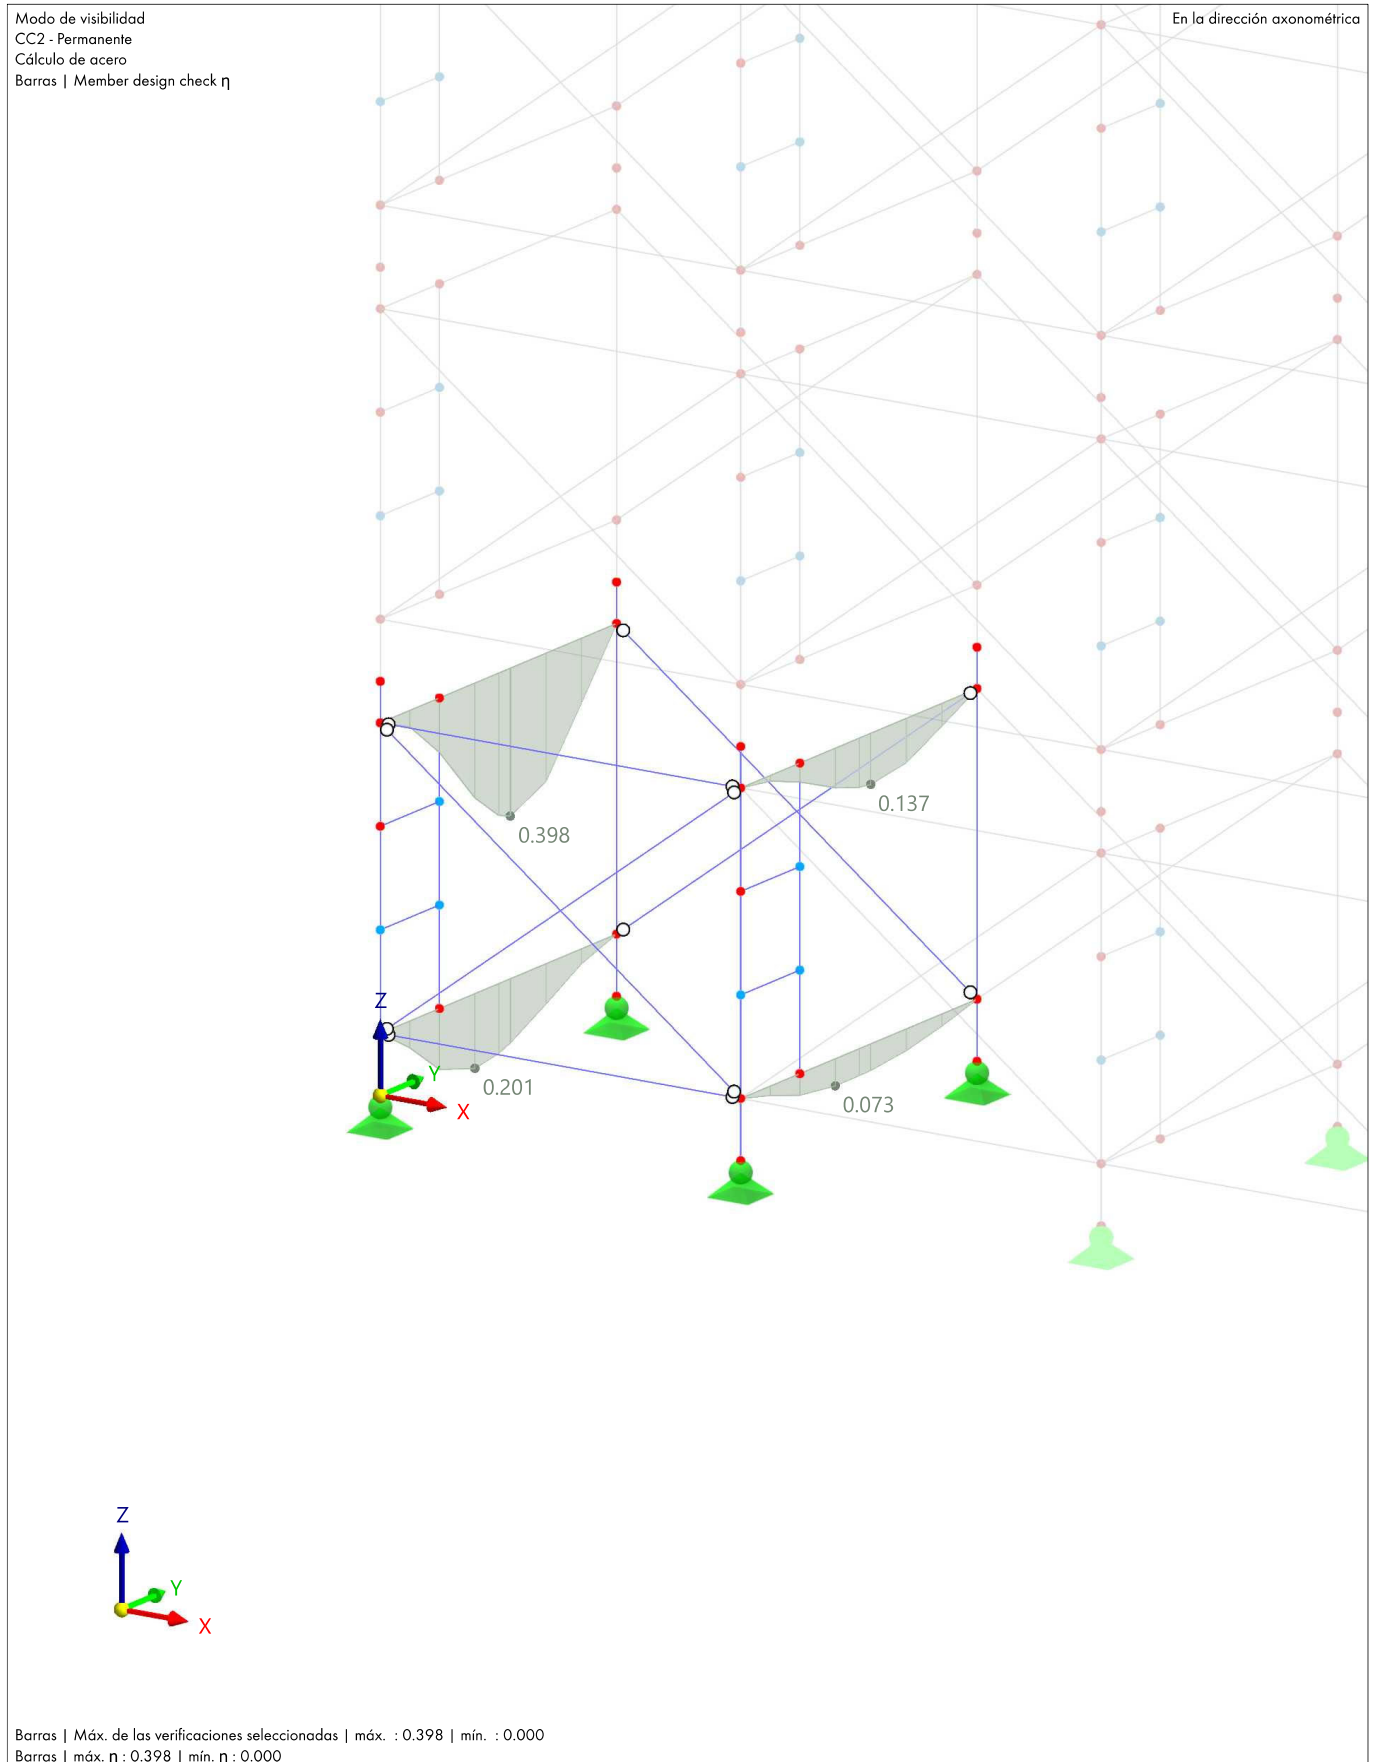 Modo de visibilidad
En la dirección axonométrica
CC2 - Permanente
Cálculo de acero
Barras | Member design check η
0.137
0.398
Z
Y
0.201
X
0.073
Z
Y
X
Barras | Máx. de las verificaciones seleccionadas | máx. : 0.398 | mín. : 0.000
Barras | máx. η : 0.398 | mín. η : 0.000